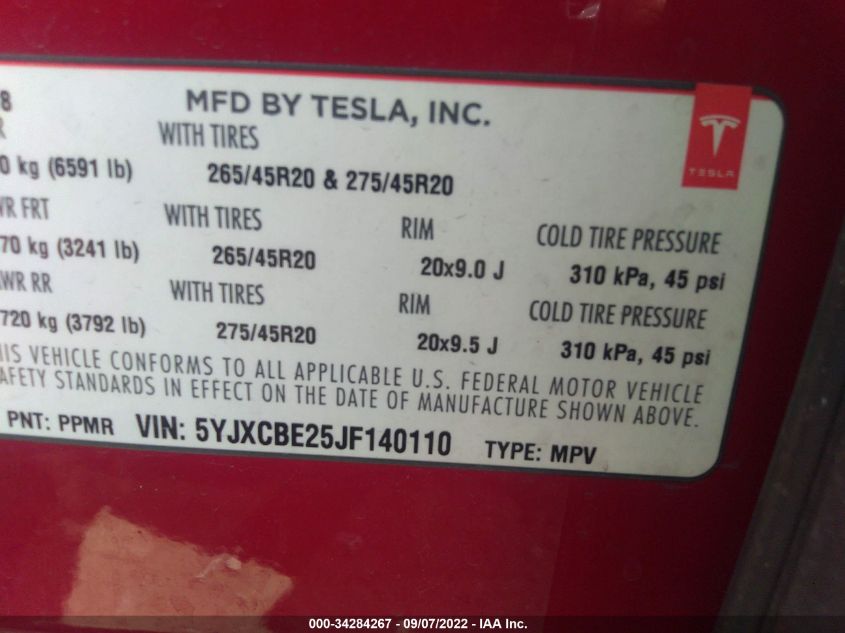 8
MFD BY TESLA, INC.
R WITH TIRES
0 kg (6591 lb) 265/45R20 & 275/45R20
TESLA
WR FRT WITH TIRES RIM COLD TIRE PRESSURE
70 kg (3241 lb) 265/45R20 20x9.0 J 310 kPa, 45 psi
AWR RR WITH TIRES RIM COLD TIRE PRESSURE
720 kg (3792 lb) 275/45R20 20x9.5 J 310 kPa, 45 psi
HIS VEHICLE CONFORMS TO ALL APPLICABLE U.S. FEDERAL MOTOR VEHICLE
AFETY STANDARDS IN EFFECT ON THE DATE OF MANUFACTURE SHOWN ABOVE.
PNT: PPMR VIN: 5YJXCBE25JF140110 TYPE: MPV
000-34284267 - 09/07/2022 - IAA Inc.